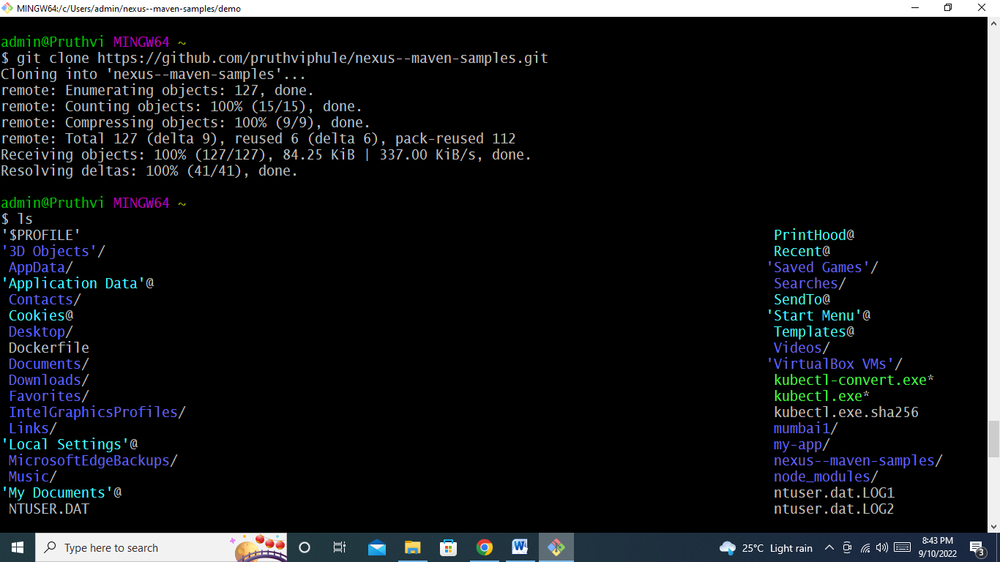 MINGW64:/c/Users/admin/nexus--maven-samples/demo
admin@Pruthvi MINGW64 ~
$ git clone https://github.com/pruthviphule/nexus--maven-samples.git
Cloning into 'nexus--maven-samples'...
remote: Enumerating objects: 127, done.
remote: Counting objects: 100% (15/15), done.
remote: Compressing objects: 100% (9/9), done.
remote: Total 127 (delta 9), reused 6 (delta 6), pack-reused 112
Receiving objects: 100% (127/127), 84.25 KiB | 337.00 KiB/s, done.
Resolving deltas: 100% (41/41), done.
admin@Pruthvi MINGW64 ~
$ ls
'$PROFILE' PrintHood@
'3D Objects'/ Recent@
AppData/ 'Saved Games'/
'Application Data'@ Searches/
Contacts/ SendTo@
Cookies@ 'Start Menu'@
Desktop/ Templates@
Dockerfile Videos/
Documents/ 'VirtualBox VMs'/
Downloads/ kubectl-convert.exe*
Favorites/ kubectl.exe*
IntelGraphicsProfiles/ kubectl.exe.sha256
Links/ mumbai1/
'Local Settings'@ my-app/
MicrosoftEdgeBackups/ nexus--maven-samples/
Music/ node_modules/
'My Documents'@ ntuser.dat.LOG1
NTUSER.DAT ntuser.dat.LOG2
Type here to search
25°C Light rain
8:43 PM
9/10/2022
3